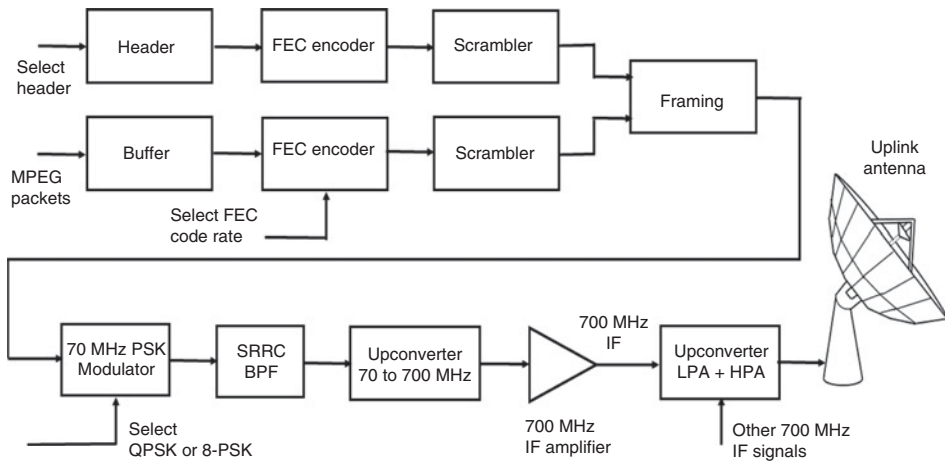 Header
FEC encoder
Scrambler
Select
header
Framing
Buffer
FEC encoder
Scrambler
MPEG
packets
Select FEC
code rate
Uplink
antenna
70 MHz PSK
Modulator
SRRC
BPF
Upconverter
70 to 700 MHz
700 MHz
IF
Upconverter
LPA + HPA
Select
QPSK or 8-PSK
700 MHz
IF amplifier
Other 700 MHz
IF signals